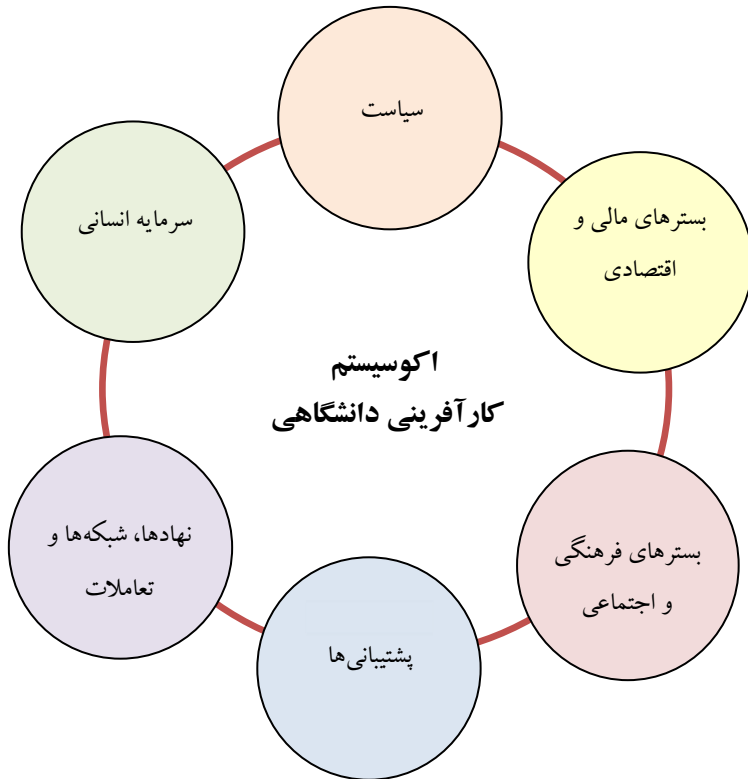 سیاست
بسترهای مالی و
اقتصادی
بسترهای فرهنگی
و اجتماعی
پشتیبانی‌ها
نهادها، شبکه‌ها و
تعاملات
سرمایه انسانی
اکوسیستم
کارآفرینی دانشگاهی